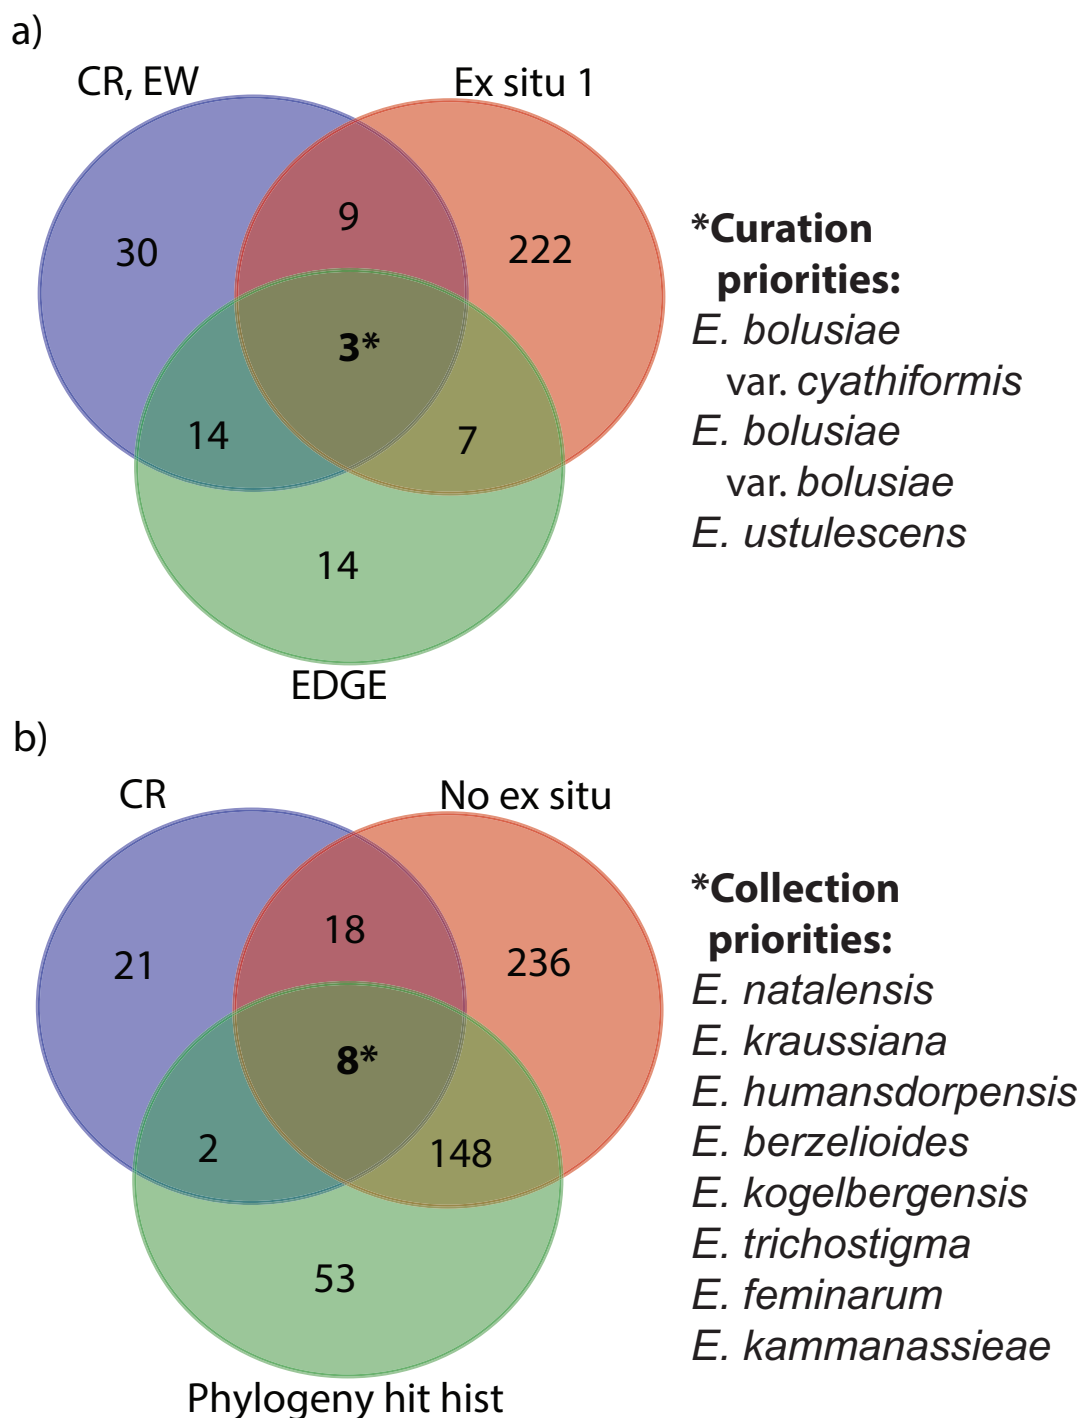 a)
CR, EW
Ex situ 1
9
30
222
3*
14
7
14
EDGE
*Curation
priorities:
E. bolusiae
var. cyathiformis
E. bolusiae
var. bolusiae
E. ustulescens
b)
CR
No ex situ
18
21
236
8*
2
148
53
Phylogeny hit hist
*Collection
priorities:
E. natalensis
E. kraussiana
E. humansdorpensis
E. berzelioides
E. kogelbergensis
E. trichostigma
E. feminarum
E. kammanassieae